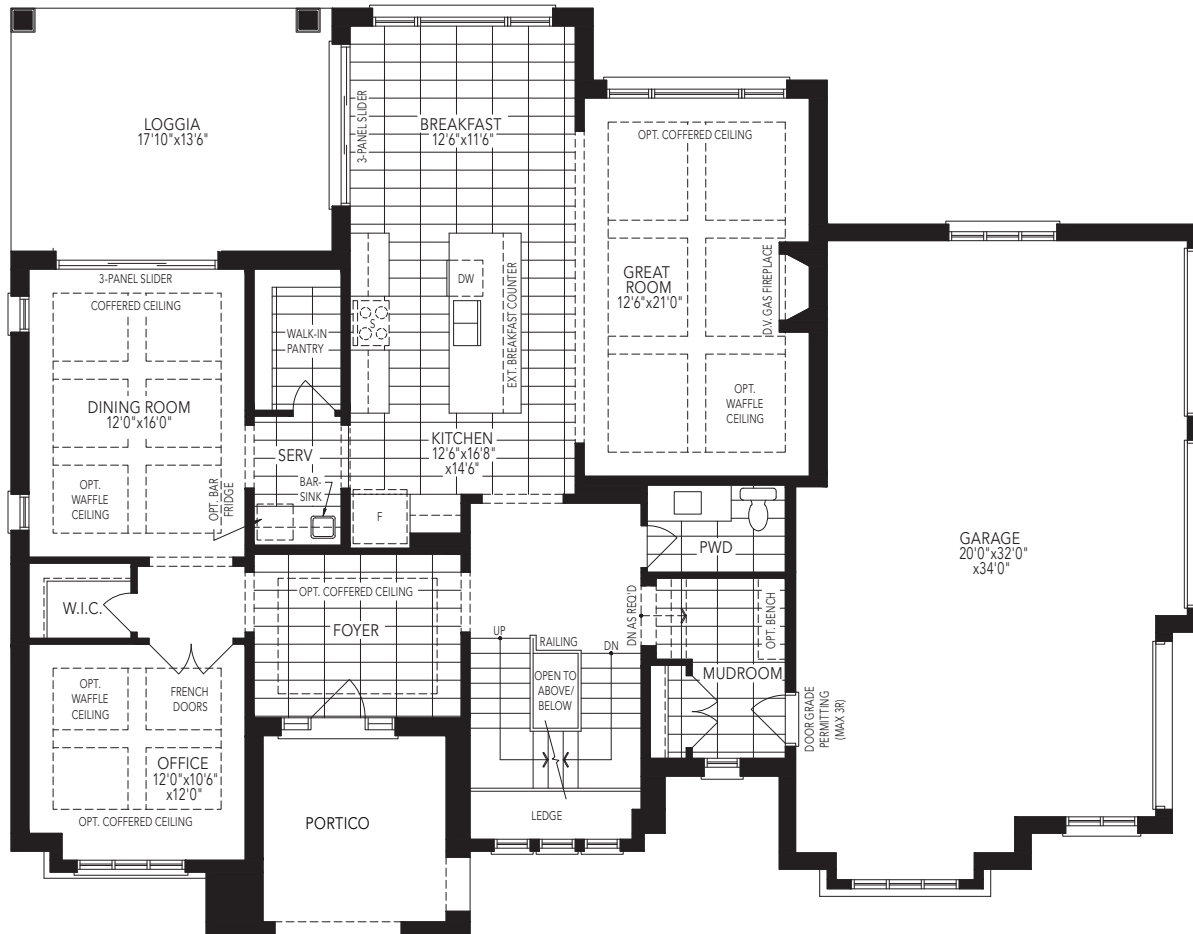 LOGGIA
17'10"x13'6"
3-PANEL SLIDER
BREAKFAST
12'6"x11'6"
OPT. COFFERED CEILING
GREAT
ROOM
12'6"x21'0"
D.V. GAS FIREPLACE
OPT.
WAFFLE
CEILING
3-PANEL SLIDER
COFFERED CEILING
DINING ROOM
12'0"x16'0"
OPT.
WAFFLE
CEILING
WALK-IN
PANTRY
S
DW
EXT. BREAKFAST COUNTER
KITCHEN
12'6"x16'8"
x14'6"
SERV
BAR-
SINK
OPT. BAR
FRIDGE
F
PWD
GARAGE
20'0"x32'0"
x34'0"
W.I.C.
OPT. COFFERED CEILING
FOYER
UP
RAILING
DN
OPEN TO
ABOVE/
BELOW
DN AS REQ'D
OPT. BENCH
MUDROOM
DOOR GRADE
PERMITTING
(MAX 3R)
OPT.
WAFFLE
CEILING
FRENCH
DOORS
OFFICE
12'0"x10'6"
x12'0"
OPT. COFFERED CEILING
PORTICO
LEDGE